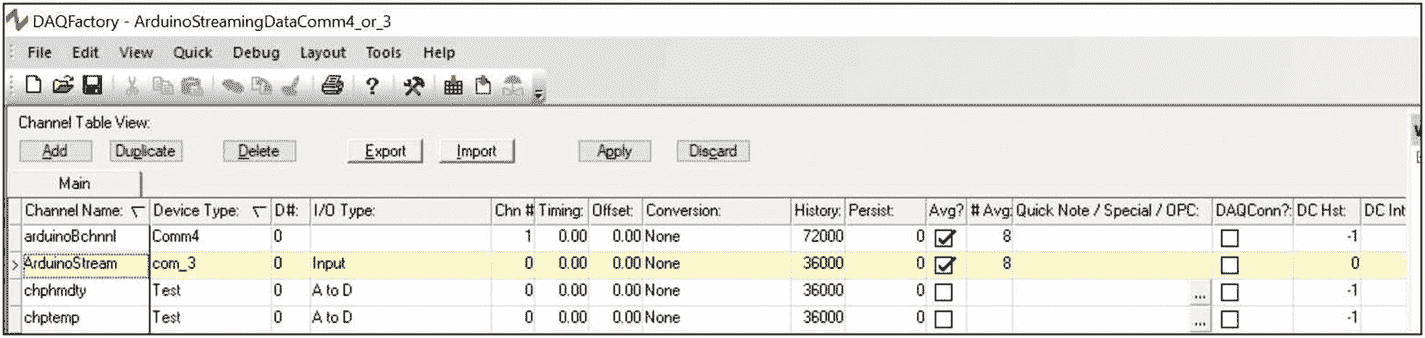 DAQFactory - ArduinoStreamingDataComm4_or_3
File Edit View Quick Debug Layout Tools Help
Channel Table View:
Add Duplicate Delete Export Import Apply Discard
Main
Channel Name: Device Type: D#: I/O Type: Chn # Timing: Offset: Conversion: History: Persist: Avg? # Avg: Quick Note / Special / OPC: DAQConn?: DC Hst: DC Int
arduinoBchnnl Comm4 0 1 0.00 0.00 None 72000 0 8 -1
ArduinoStream com_3 0 Input 0 0.00 0.00 None 36000 0 8 0
chphmdty Test 0 A to D 0 0.00 0.00 None 36000 0 ... -1
chptemp Test 0 A to D 0 0.00 0.00 None 36000 0 ... -1